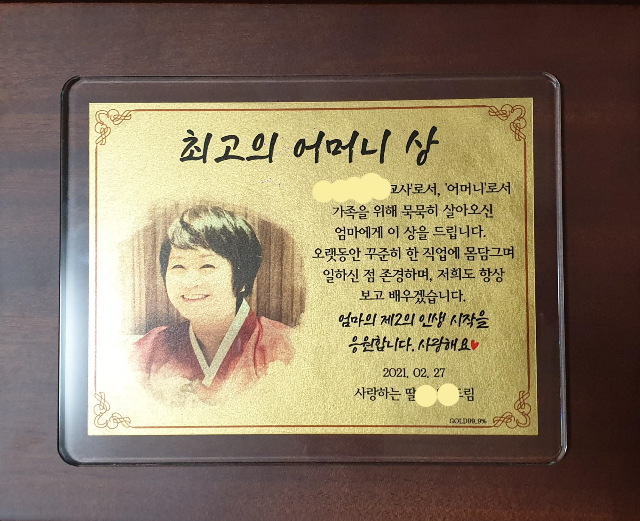 최고의 어머니 상
교사'로서, '어머니'로서
가족을 위해 묵묵히 살아오신
엄마에게 이 상을 드립니다.
오랫동안 꾸준히 한 직업에 몸담그며
일하신 점 존경하며, 저희도 항상
보고 배우겠습니다.
엄마의 제2의 인생 시작을
응원합니다. 사랑해요♥
2021. 02. 27
사랑하는 딸 드림
GOLD99.9%